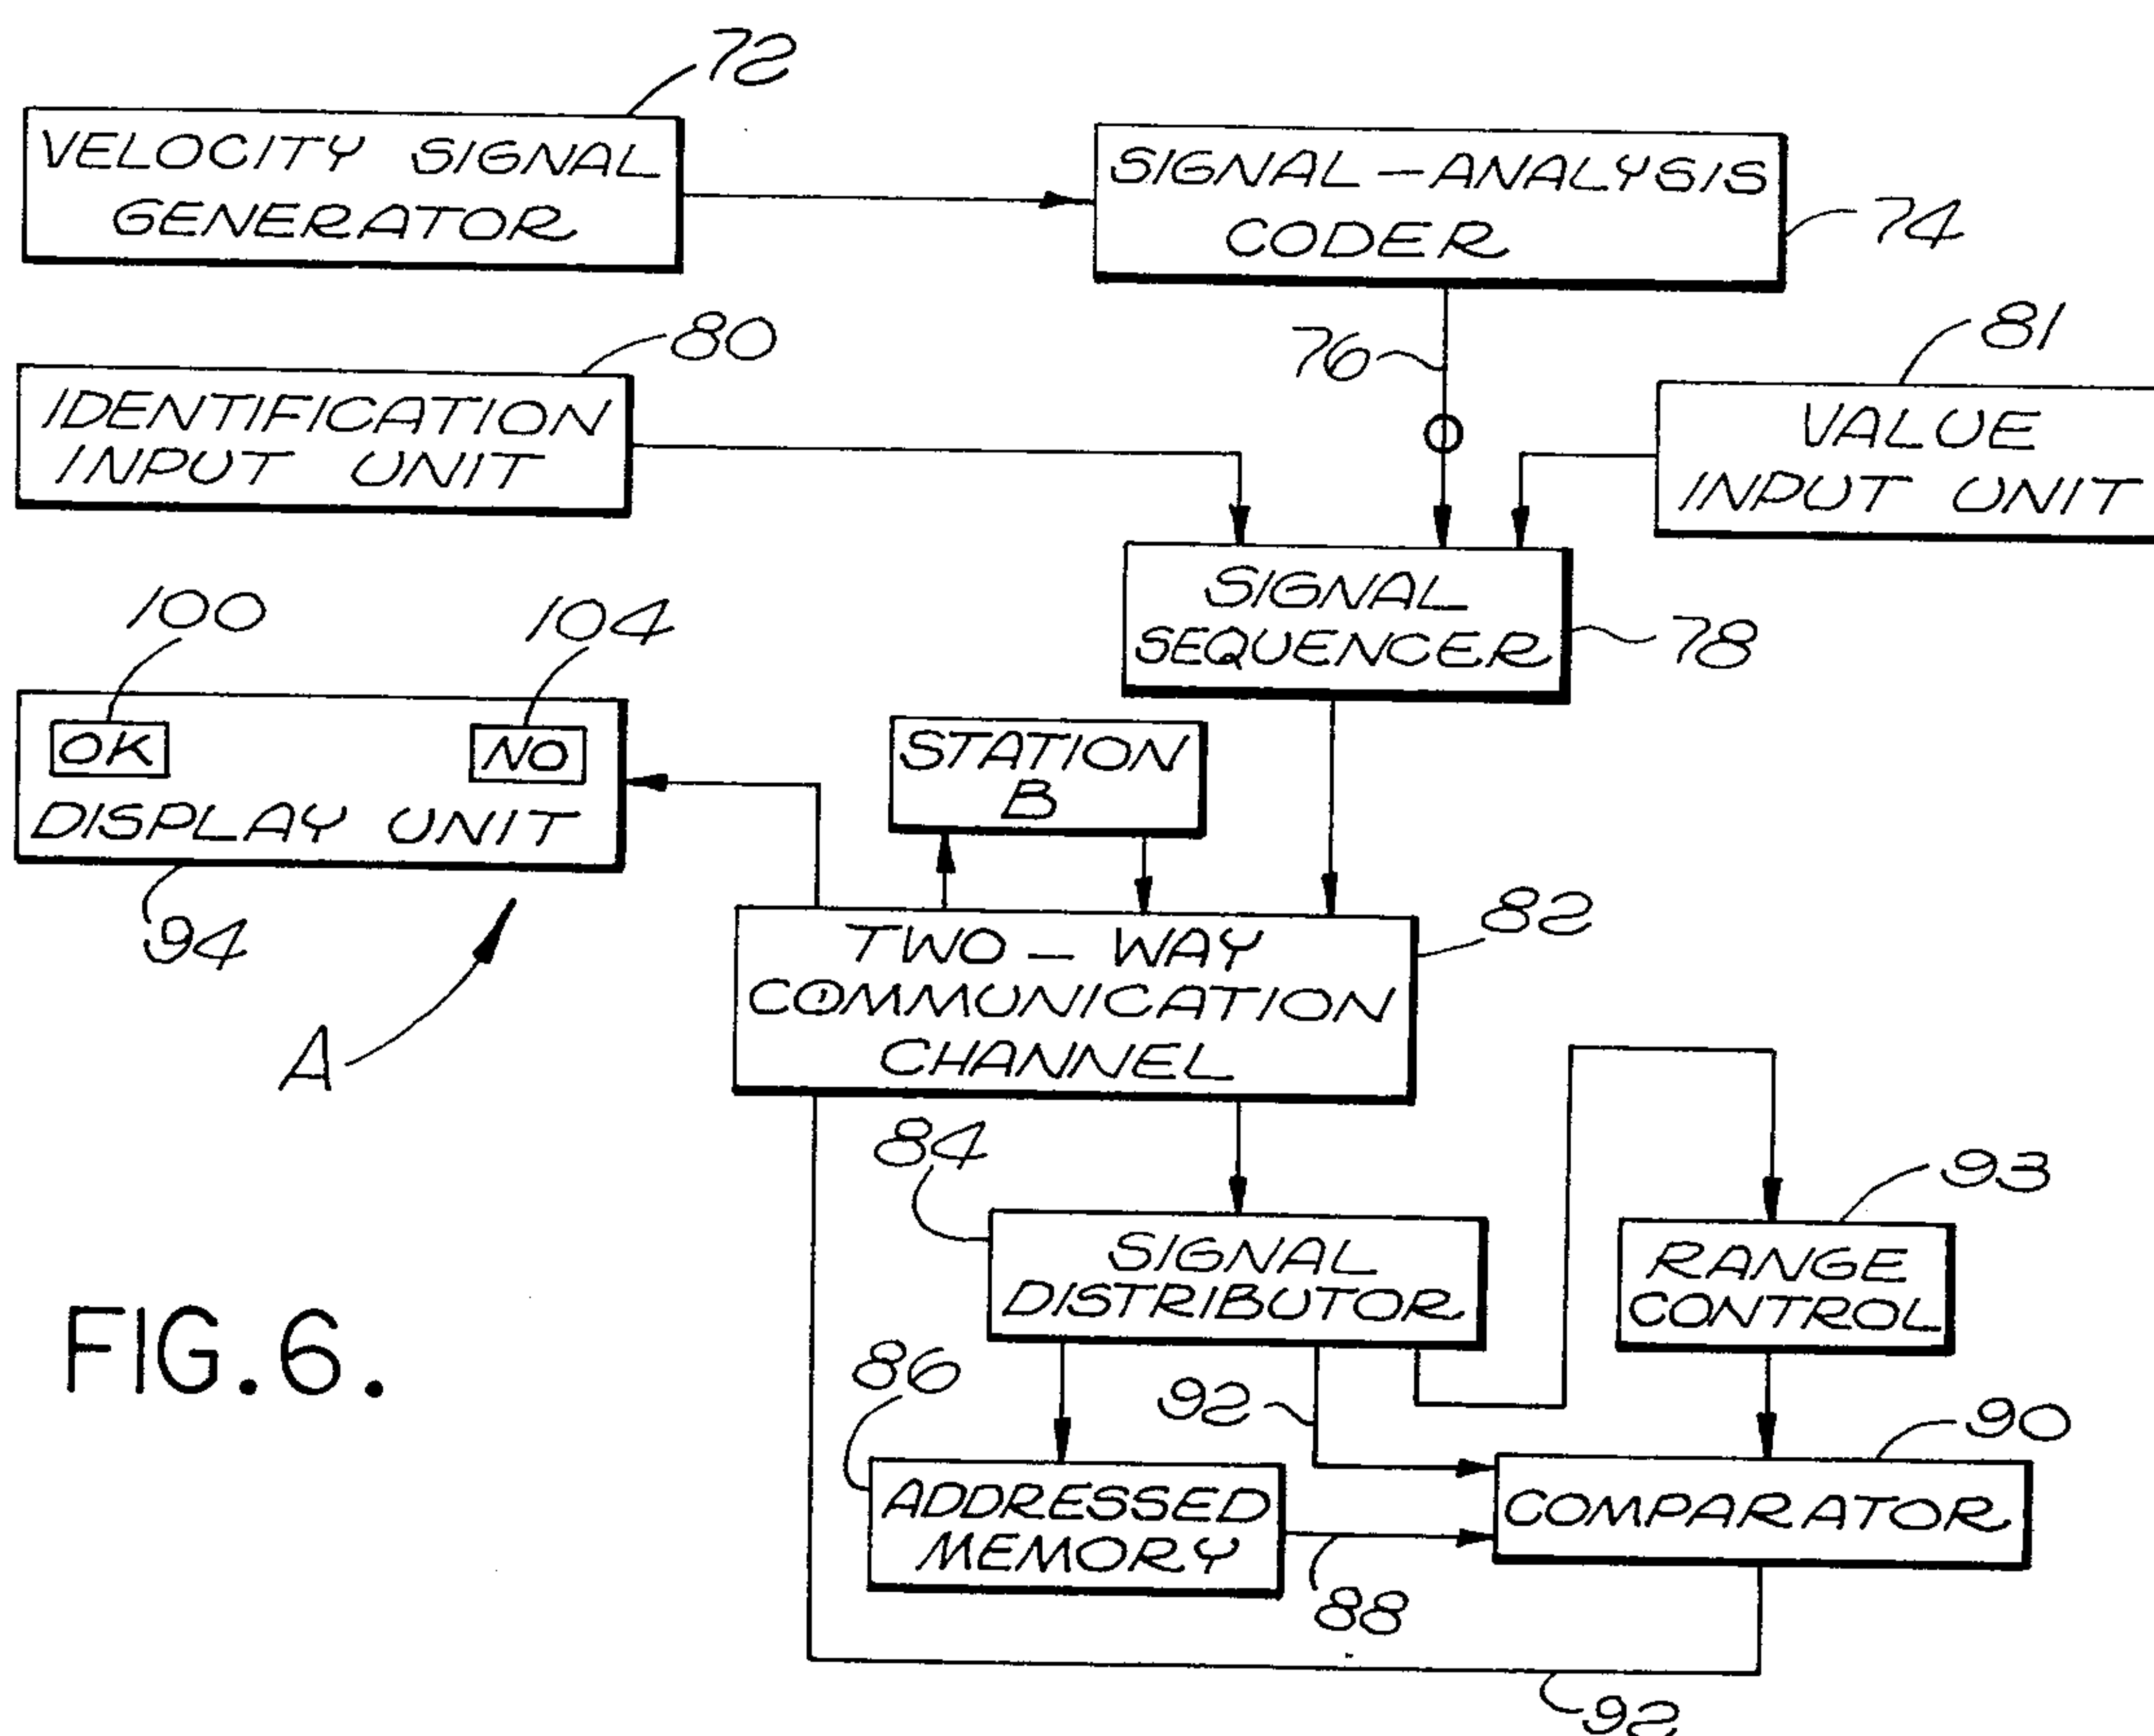 72
VELOCITY SIGNAL
GENERATOR
SIGNAL-ANALYSIS
CODER
74
80
IDENTIFICATION
INPUT UNIT
76
81
VALUE
INPUT UNIT
SIGNAL
SEQUENCER
78
100
104
OK
NO
DISPLAY UNIT
94
STATION
B
A
TWO-WAY
COMMUNICATION
CHANNEL
82
84
SIGNAL
DISTRIBUTOR
93
RANGE
CONTROL
FIG.6.
86
92
90
ADDRESSED
MEMORY
COMPARATOR
88
92